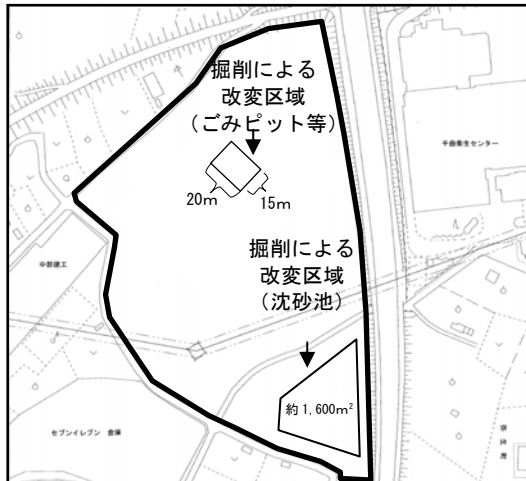 掘削による
改変区域
（ごみピット等）
千曲衛生センター
20m
15m
中部建工
掘削による
改変区域
（沈砂池）
約1,600m²
セブンイレブン 倉庫